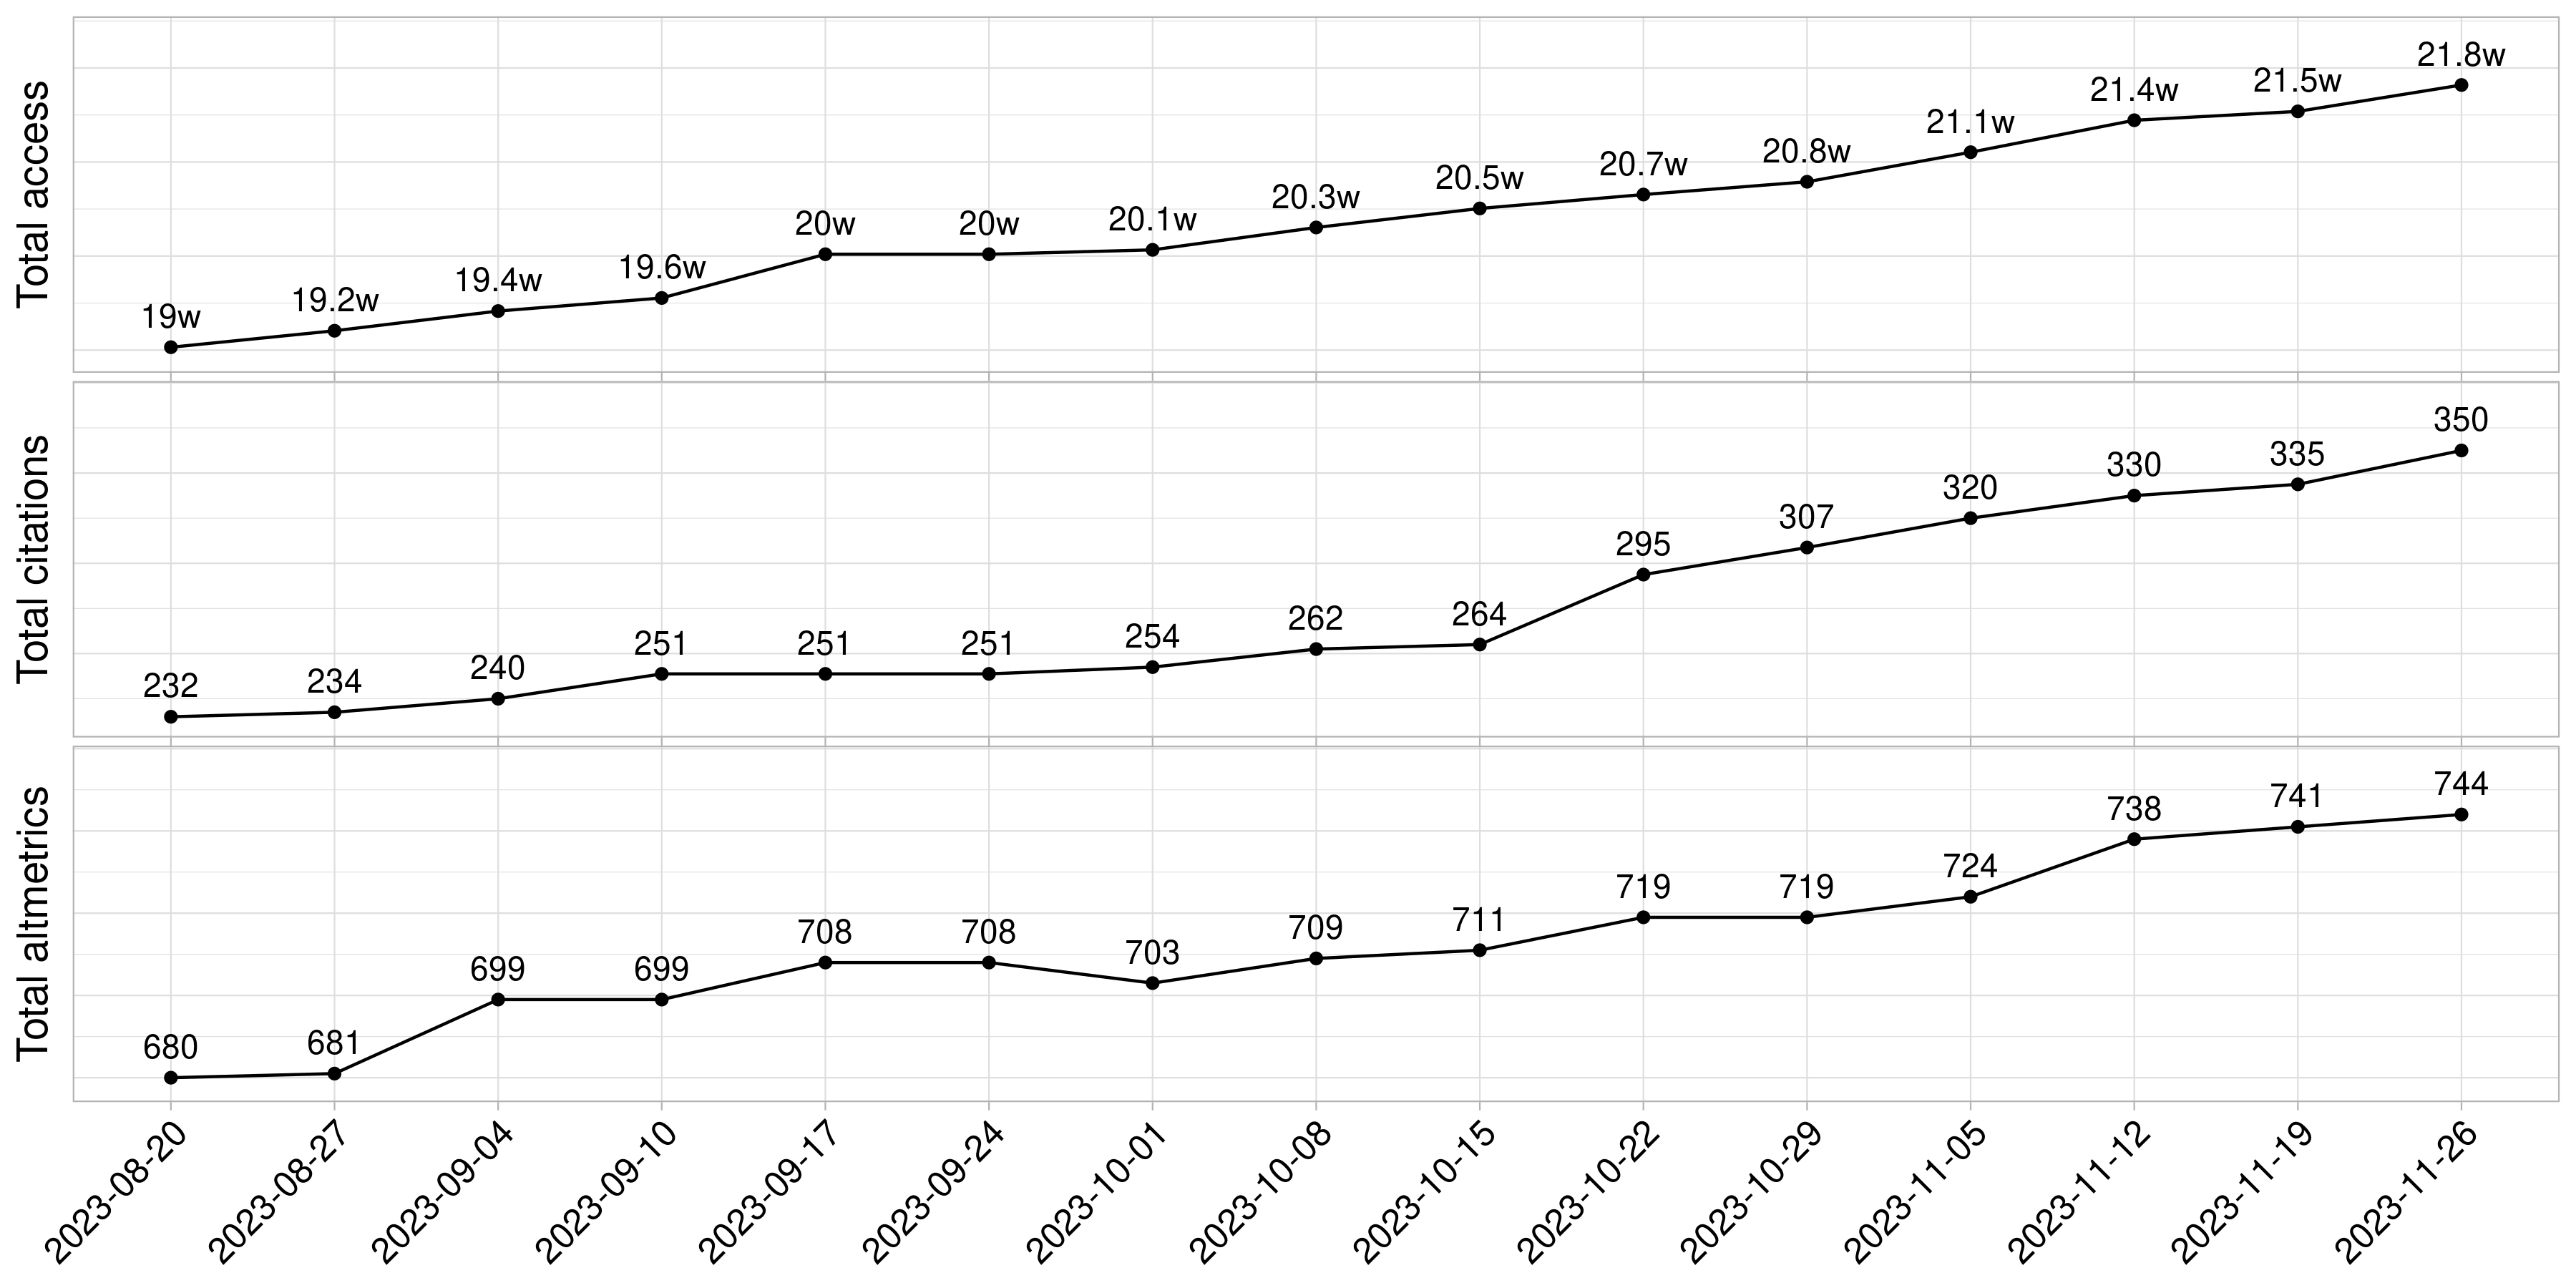 Total access
19w
19.2w
19.4w
19.6w
20w
20w
20.1w
20.3w
20.5w
20.7w
20.8w
21.1w
21.4w
21.5w
21.8w
Total citations
232
234
240
251
251
251
254
262
264
295
307
320
330
335
350
Total altmetrics
680
681
699
699
708
708
703
709
711
719
719
724
738
741
744
2023-08-20
2023-08-27
2023-09-04
2023-09-10
2023-09-17
2023-09-24
2023-10-01
2023-10-08
2023-10-15
2023-10-22
2023-10-29
2023-11-05
2023-11-12
2023-11-19
2023-11-26